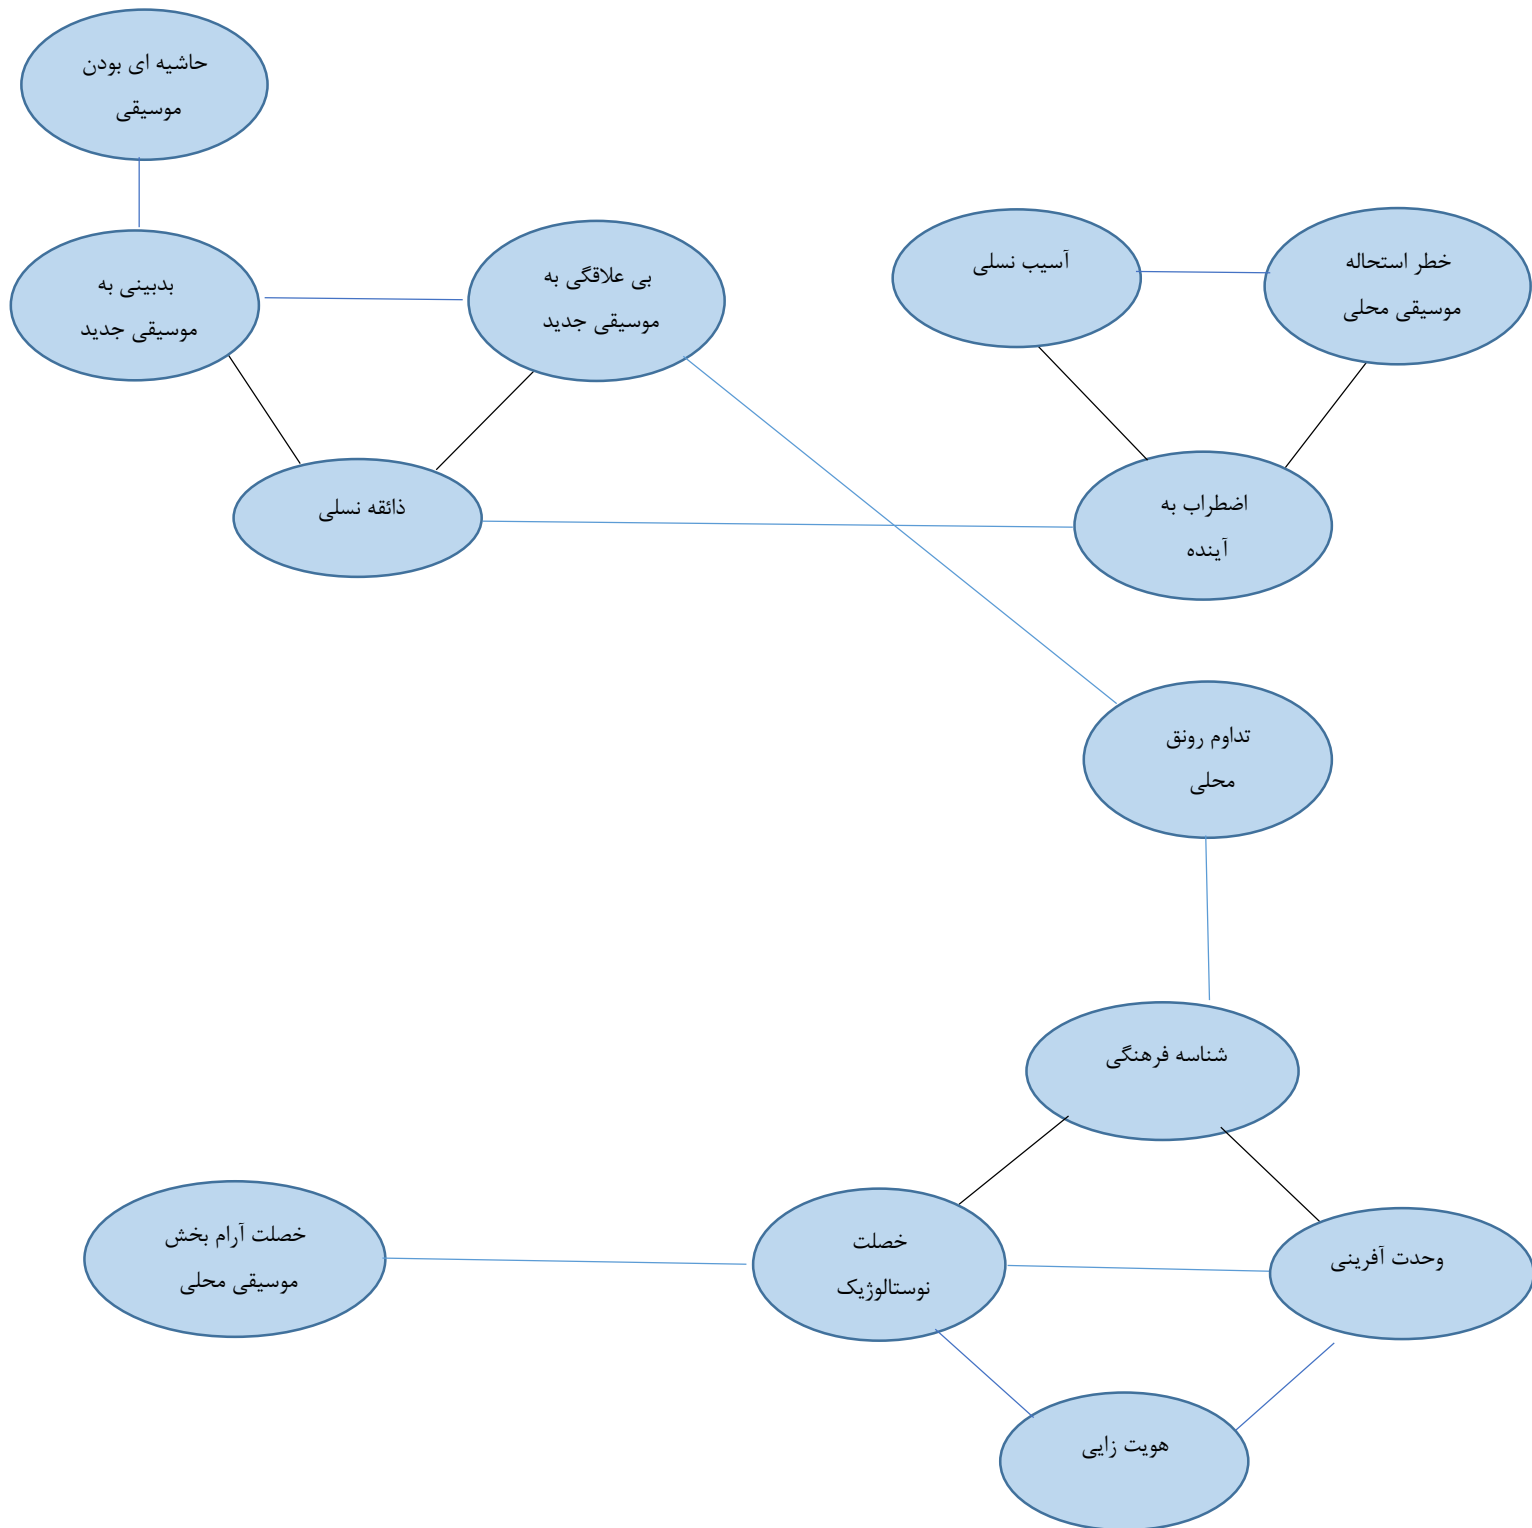 حاشیه ای بودن
موسیقی
بدبینی به
موسیقی جدید
بی علاقگی به
موسیقی جدید
آسیب نسلی
خطر استحاله
موسیقی محلی
ذائقه نسلی
اضطراب به
آینده
تداوم رونق
محلی
شناسه فرهنگی
خصلت آرام بخش
موسیقی محلی
خصلت
نوستالوژیک
وحدت آفرینی
هویت زایی